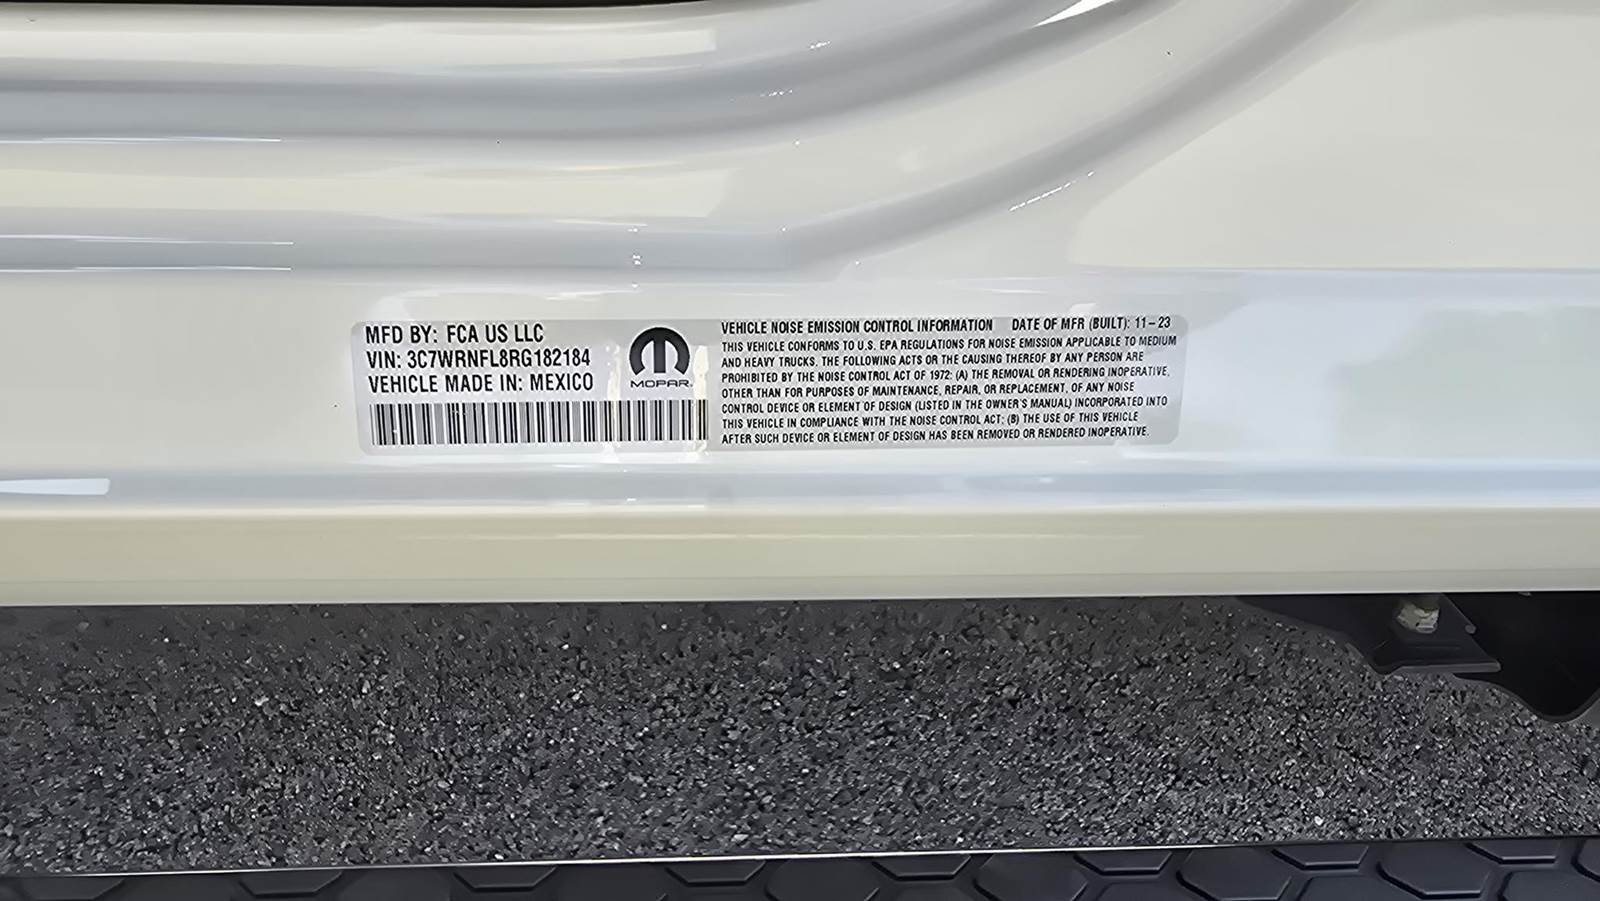 MFD BY: FCA US LLC
VIN: 3C7WRNFL8RG182184
VEHICLE MADE IN: MEXICO
MOPAR
VEHICLE NOISE EMISSION CONTROL INFORMATION DATE OF MFR (BUILT): 11-23
THIS VEHICLE CONFORMS TO U.S. EPA REGULATIONS FOR NOISE EMISSION APPLICABLE TO MEDIUM
AND HEAVY TRUCKS. THE FOLLOWING ACTS OR THE CAUSING THEREOF BY ANY PERSON ARE
PROHIBITED BY THE NOISE CONTROL ACT OF 1972: (A) THE REMOVAL OR RENDERING INOPERATIVE,
OTHER THAN FOR PURPOSES OF MAINTENANCE, REPAIR, OR REPLACEMENT, OF ANY NOISE
CONTROL DEVICE OR ELEMENT OF DESIGN (LISTED IN THE OWNER'S MANUAL) INCORPORATED INTO
THIS VEHICLE IN COMPLIANCE WITH THE NOISE CONTROL ACT; (B) THE USE OF THIS VEHICLE
AFTER SUCH DEVICE OR ELEMENT OF DESIGN HAS BEEN REMOVED OR RENDERED INOPERATIVE.